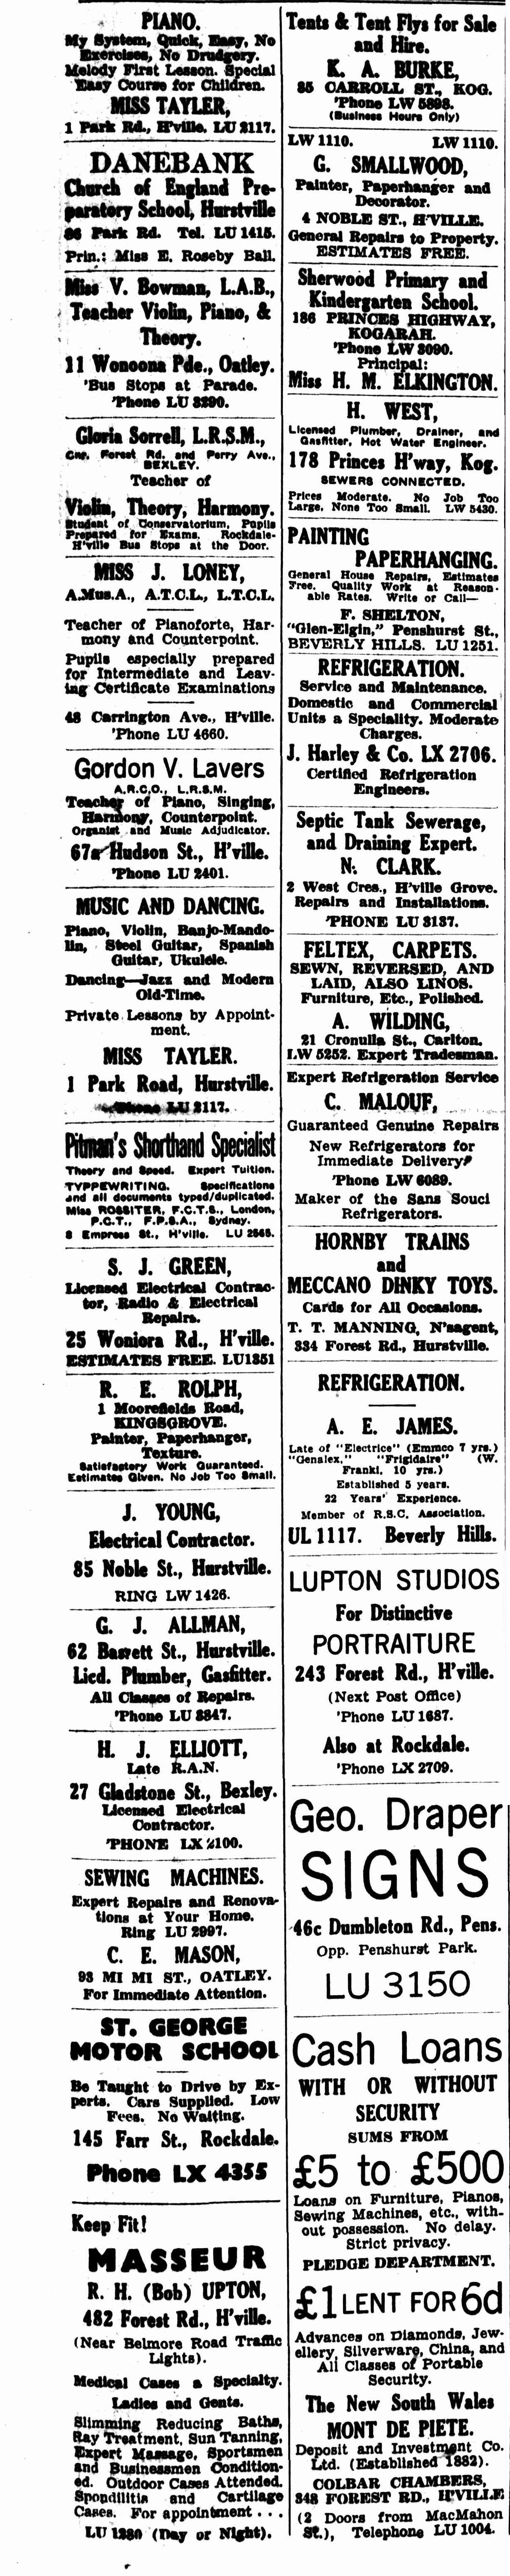 PIANO.
My System, Quick, Easy, No
Exercises, No Drudgery.
Melody First Lesson. Special
Easy Course for Children.
MISS TAYLER,
1 Park Rd., H'ville. LU 2117.
DANEBANK
Church of England Pre-
paratory School, Hurstville
66 Park Rd. Tel. LU 1415.
Prin.: Miss E. Roseby Ball.
Miss V. Bowman, L.A.B.,
Teacher Violin, Piano, &
Theory.
11 Wonoona Pde., Oatley.
'Bus Stops at Parade.
'Phone LU 3290.
Gloria Sorrell, L.R.S.M.,
Cnr. Forest Rd. and Perry Ave.,
BEXLEY.
Teacher of
Violin, Theory, Harmony.
Student of Conservatorium, Pupils
Prepared for Exams. Rockdale-
H'ville Bus Stops at the Door.
MISS J. LONEY,
A.Mus.A., A.T.C.L., L.T.C.L.
Teacher of Pianoforte, Har-
mony and Counterpoint.
Pupils especially prepared
for Intermediate and Leav-
ing Certificate Examinations
48 Carrington Ave., H'ville.
'Phone LU 4660.
Gordon V. Lavers
A.R.C.O., L.R.S.M.
Teacher of Piano, Singing,
Harmony, Counterpoint.
Organist and Music Adjudicator.
67a Hudson St., H'ville.
'Phone LU 2401.
MUSIC AND DANCING.
Piano, Violin, Banjo-Mando-
lin, Steel Guitar, Spanish
Guitar, Ukulele.
Dancing—Jazz and Modern
Old-Time.
Private Lessons by Appoint-
ment.
MISS TAYLER.
1 Park Road, Hurstville.
'Phone LU 2117.
Pitman's Shorthand Specialist
Theory and Speed. Expert Tuition.
TYPPEWRITING. Specifications
and all documents typed/duplicated.
Miss ROSSITER, F.C.T.S., London,
P.C.T., F.P.S.A., Sydney.
8 Empress St., H'ville. LU 2565.
S. J. GREEN,
Licensed Electrical Contrac-
tor, Radio & Electrical
Repairs.
25 Woniora Rd., H'ville.
ESTIMATES FREE. LU1351
R. E. ROLPH,
1 Moorefields Road,
KINGSGROVE.
Painter, Paperhanger,
Texture.
Satisfactory Work Guaranteed.
Estimates Given. No Job Too Small.
J. YOUNG,
Electrical Contractor.
85 Noble St., Hurstville.
RING LW 1426.
G. J. ALLMAN,
62 Barrett St., Hurstville.
Licd. Plumber, Gasfitter.
All Classes of Repairs.
'Phone LU 3847.
H. J. ELLIOTT,
Late R.A.N.
27 Gladstone St., Bexley.
Licensed Electrical
Contractor.
'PHONE LX 2100.
SEWING MACHINES.
Expert Repairs and Renova-
tions at Your Home.
Ring LU 2997.
C. E. MASON,
93 MI MI ST., OATLEY.
For Immediate Attention.
ST. GEORGE
MOTOR SCHOOL
Be Taught to Drive by Ex-
perts. Cars Supplied. Low
Fees. No Waiting.
145 Farr St., Rockdale.
Phone LX 4355
Keep Fit!
MASSEUR
R. H. (Bob) UPTON,
482 Forest Rd., H'ville.
(Near Belmore Road Traffic
Lights).
Medical Cases a Specialty.
Ladies and Gents.
Slimming Reducing Baths,
Ray Treatment, Sun Tanning,
Expert Massage, Sportsmen
and Businessmen Condition-
ed. Outdoor Cases Attended.
Spondilitis and Cartilage
Cases. For appointment . . .
LU 1280 (Day or Night).
Tents & Tent Flys for Sale
and Hire.
K. A. BURKE,
85 CARROLL ST., KOG.
'Phone LW 5898.
(Business Hours Only)
LW 1110. LW 1110.
G. SMALLWOOD,
Painter, Paperhanger and
Decorator.
4 NOBLE ST., H'VILLE.
General Repairs to Property.
ESTIMATES FREE.
Sherwood Primary and
Kindergarten School.
186 PRINCES HIGHWAY,
KOGARAH.
'Phone LW 3090.
Principal:
Miss H. M. ELKINGTON.
H. WEST,
Licensed Plumber, Drainer, and
Gasfitter, Hot Water Engineer.
178 Princes H'way, Kog.
SEWERS CONNECTED.
Prices Moderate. No Job Too
Large, None Too Small. LW 5430.
PAINTING
PAPERHANGING.
General House Repairs, Estimates
Free. Quality Work at Reason-
able Rates. Write or Call—
F. SHELTON,
"Glen-Elgin," Penshurst St.,
BEVERLY HILLS. LU 1251.
REFRIGERATION.
Service and Maintenance.
Domestic and Commercial
Units a Speciality. Moderate
Charges.
J. Harley & Co. LX 2706.
Certified Refrigeration
Engineers.
Septic Tank Sewerage,
and Draining Expert.
N. CLARK.
2 West Cres., H'ville Grove.
Repairs and Installations.
'PHONE LU 3137.
FELTEX, CARPETS.
SEWN, REVERSED, AND
LAID, ALSO LINOS.
Furniture, Etc., Polished.
A. WILDING,
21 Cronulla St., Carlton.
LW 5252. Expert Tradesman.
Expert Refrigeration Service
C. MALOUF,
Guaranteed Genuine Repairs
New Refrigerators for
Immediate Delivery
'Phone LW 6089.
Maker of the Sans Souci
Refrigerators.
HORNBY TRAINS
and
MECCANO DINKY TOYS.
Cards for All Occasions.
T. T. MANNING, N'sagent,
334 Forest Rd., Hurstville.
REFRIGERATION.
A. E. JAMES.
Late of "Electrice" (Emmco 7 yrs.)
"Genalex," "Frigidaire" (W.
Franki, 10 yrs.)
Established 5 years.
22 Years' Experience.
Member of R.S.C. Association.
UL 1117. Beverly Hills.
LUPTON STUDIOS
For Distinctive
PORTRAITURE
243 Forest Rd., H'ville.
(Next Post Office)
'Phone LU 1687.
Also at Rockdale.
'Phone LX 2709.
Geo. Draper
SIGNS
46c Dumbleton Rd., Pens.
Opp. Penshurst Park.
LU 3150
Cash Loans
WITH OR WITHOUT
SECURITY
SUMS FROM
£5 to £500
Loans on Furniture, Pianos,
Sewing Machines, etc., with-
out possession. No delay.
Strict privacy.
PLEDGE DEPARTMENT.
£1 LENT FOR 6d
Advances on Diamonds, Jew-
ellery, Silverware, China, and
All Classes of Portable
Security.
The New South Wales
MONT DE PIETE.
Deposit and Investment Co.
Ltd. (Established 1882).
COLBAR CHAMBERS,
348 FOREST RD., H'VILLE
(2 Doors from MacMahon
St.), Telephone LU 1004.